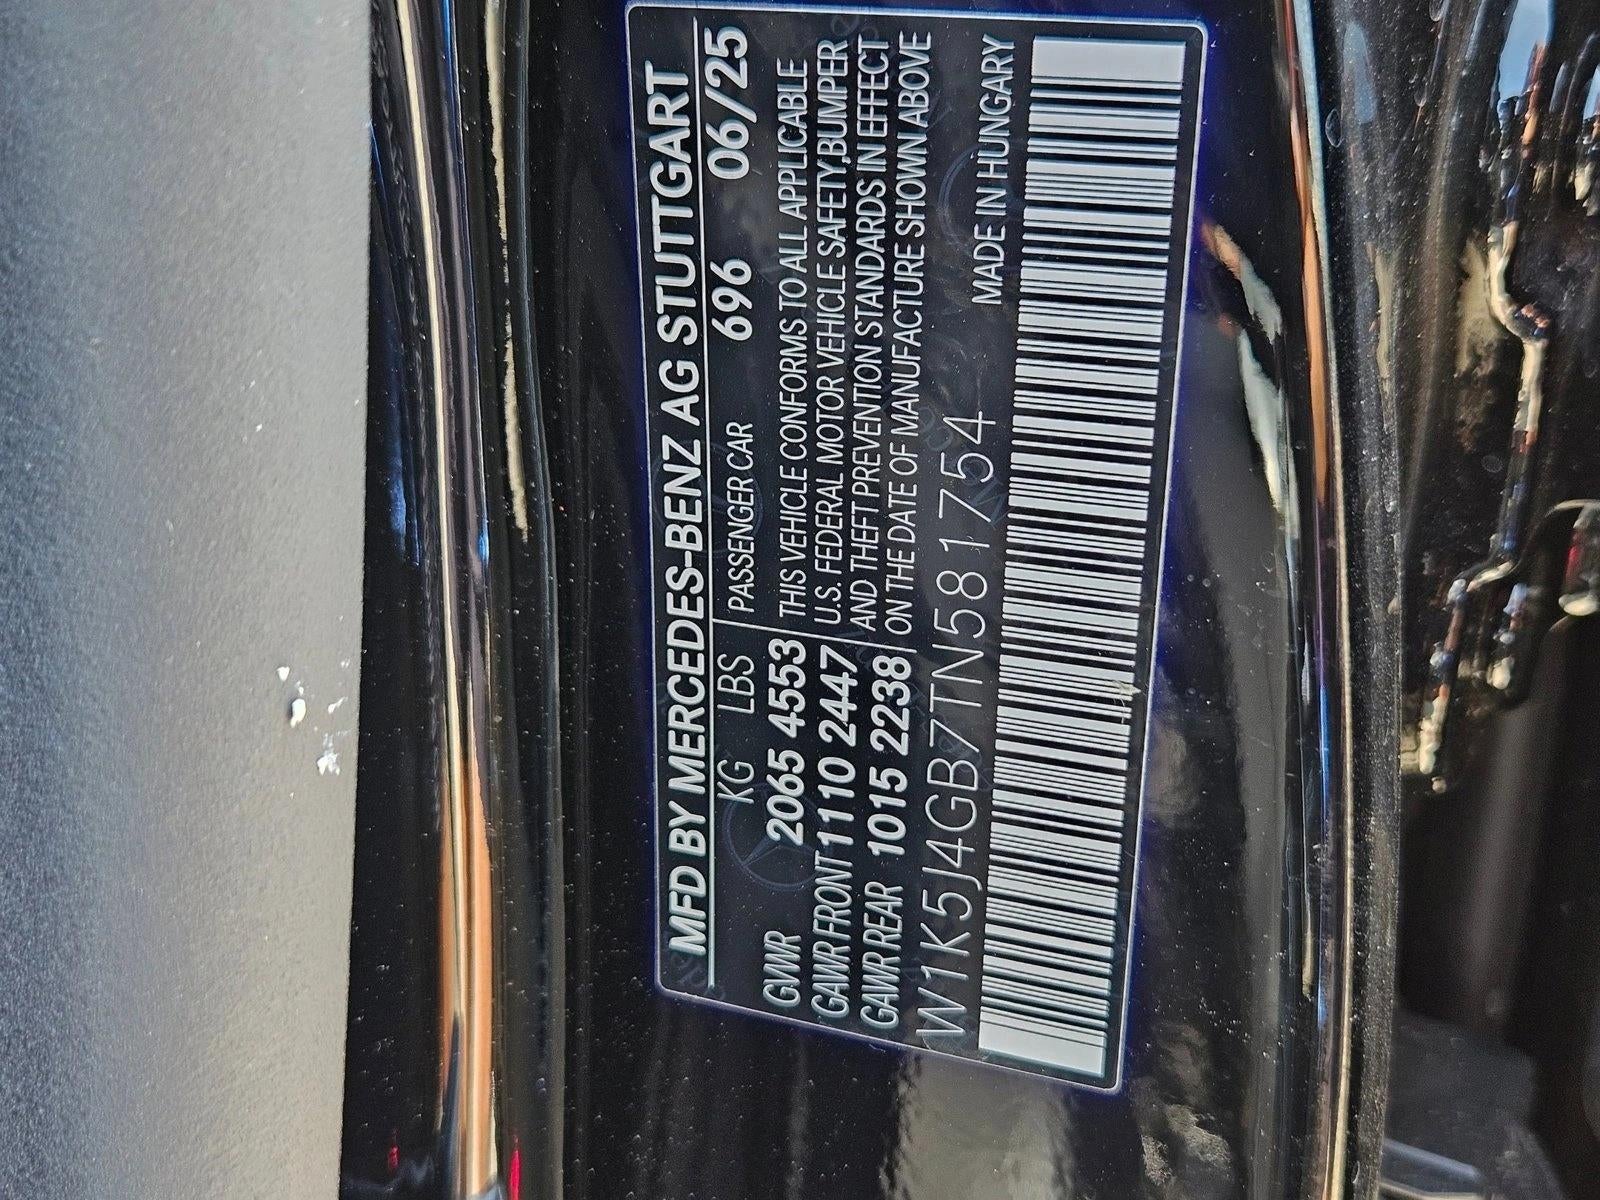 MFD BY MERCEDES-BENZ AG STUTTGART
KG LBS PASSENGER CAR 696 06/25
GVWR 2065 4553 THIS VEHICLE CONFORMS TO ALL APPLICABLE
GAWR FRONT 1110 2447 U.S. FEDERAL MOTOR VEHICLE SAFETY,BUMPER
GAWR REAR 1015 2238 AND THEFT PREVENTION STANDARDS IN EFFECT
ON THE DATE OF MANUFACTURE SHOWN ABOVE
W1K5J4GB7TN581754 MADE IN HUNGARY